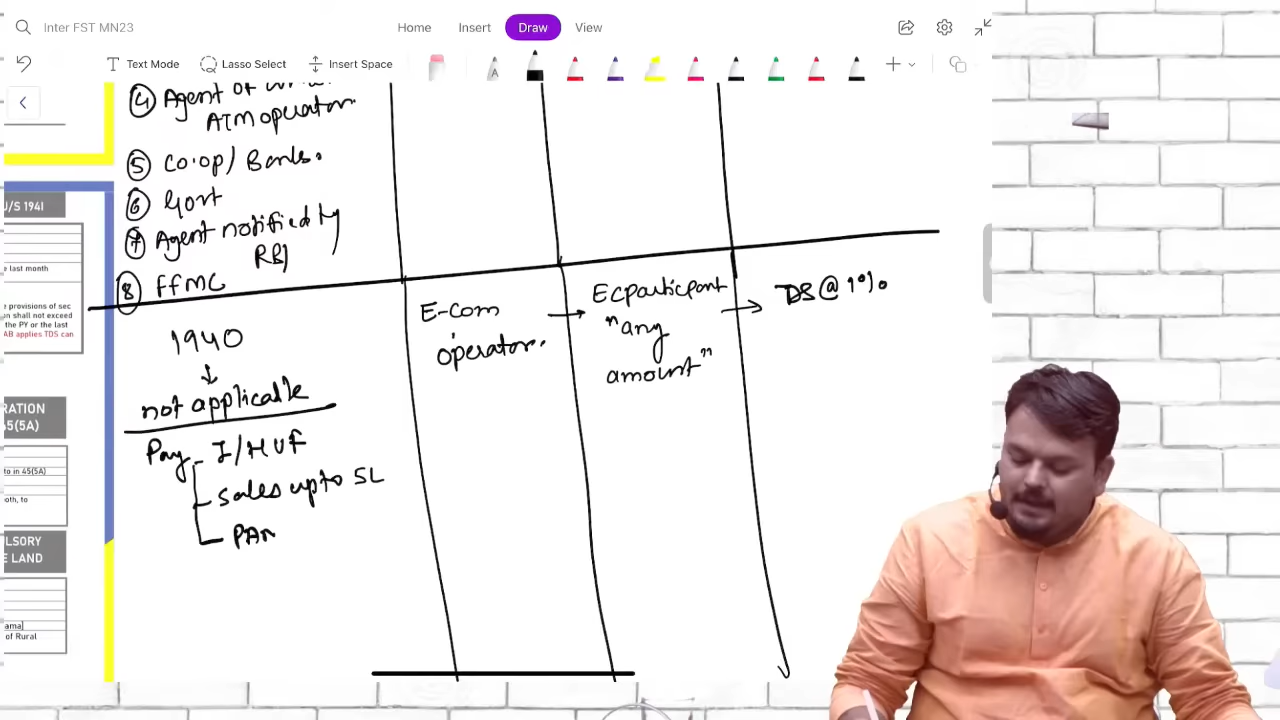 Inter FST MN23
Home
Insert
Draw
View
Text Mode
Lasso Select
Insert Space
④ Agent of
ATM operator
⑤ Co.op/Banks.
⑥ Govt
⑦ Agent notified by
RBI
⑧ FFMC
U/S 194I
e last month
e provisions of sec
n shall not exceed
the PY or the last
AB applies TDS can
RATION
45(5A)
to in 45(5A)
oth, to
LSORY
E LAND
ama]
of Rural
194O
↓
not applicable
Pay - I/HUF
- Sales upto 5L
- PAN
E-Com
operator.
→ Ecparticipant
"any
amount"
→ TDS @ 1%